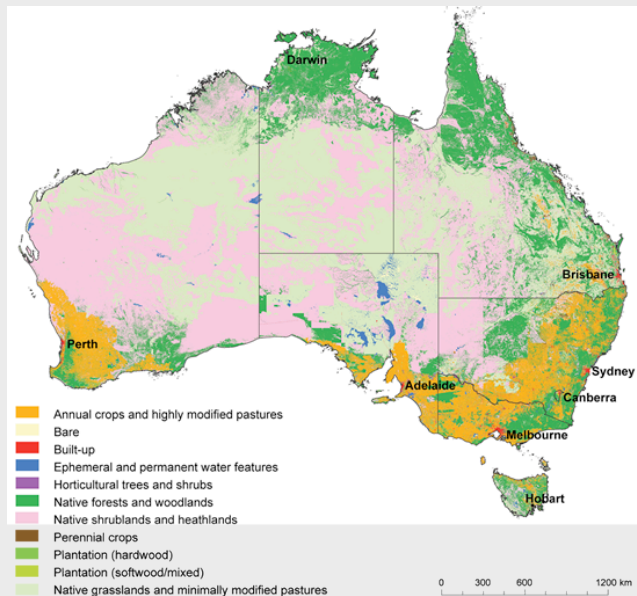 Darwin
Brisbane
Perth
Sydney
Adelaide
Canberra
Melbourne
Hobart
Annual crops and highly modified pastures
Bare
Built-up
Ephemeral and permanent water features
Horticultural trees and shrubs
Native forests and woodlands
Native shrublands and heathlands
Perennial crops
Plantation (hardwood)
Plantation (softwood/mixed)
Native grasslands and minimally modified pastures
0 300 600 1200 km